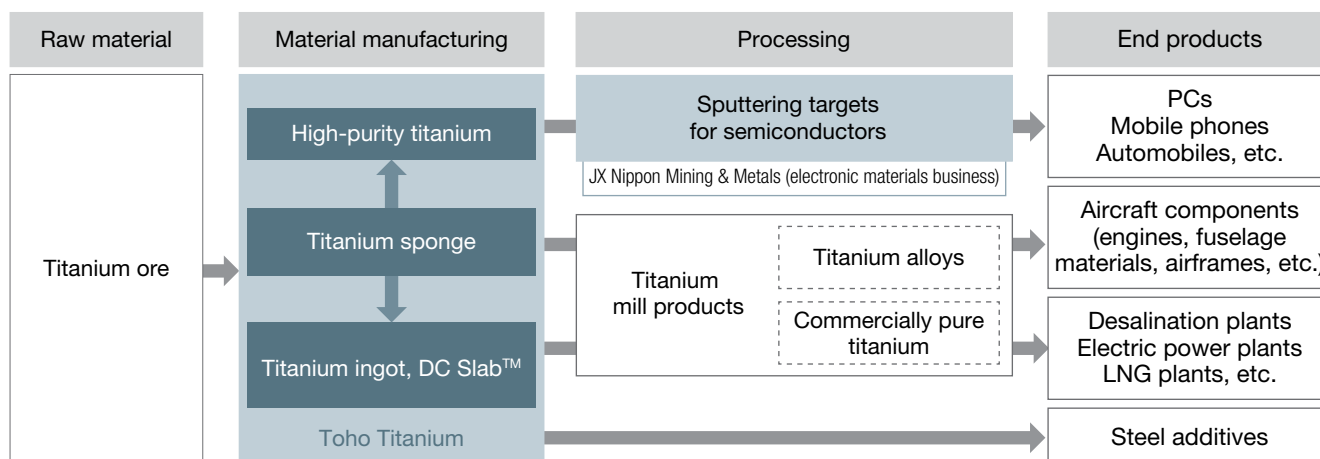 Raw material
Material manufacturing
Processing
End products
Titanium ore
High-purity titanium
Titanium sponge
Titanium ingot, DC Slab™
Toho Titanium
Sputtering targets
for semiconductors
JX Nippon Mining & Metals (electronic materials business)
Titanium
mill products
Titanium alloys
Commercially pure
titanium
PCs
Mobile phones
Automobiles, etc.
Aircraft components
(engines, fuselage
materials, airframes, etc.)
Desalination plants
Electric power plants
LNG plants, etc.
Steel additives